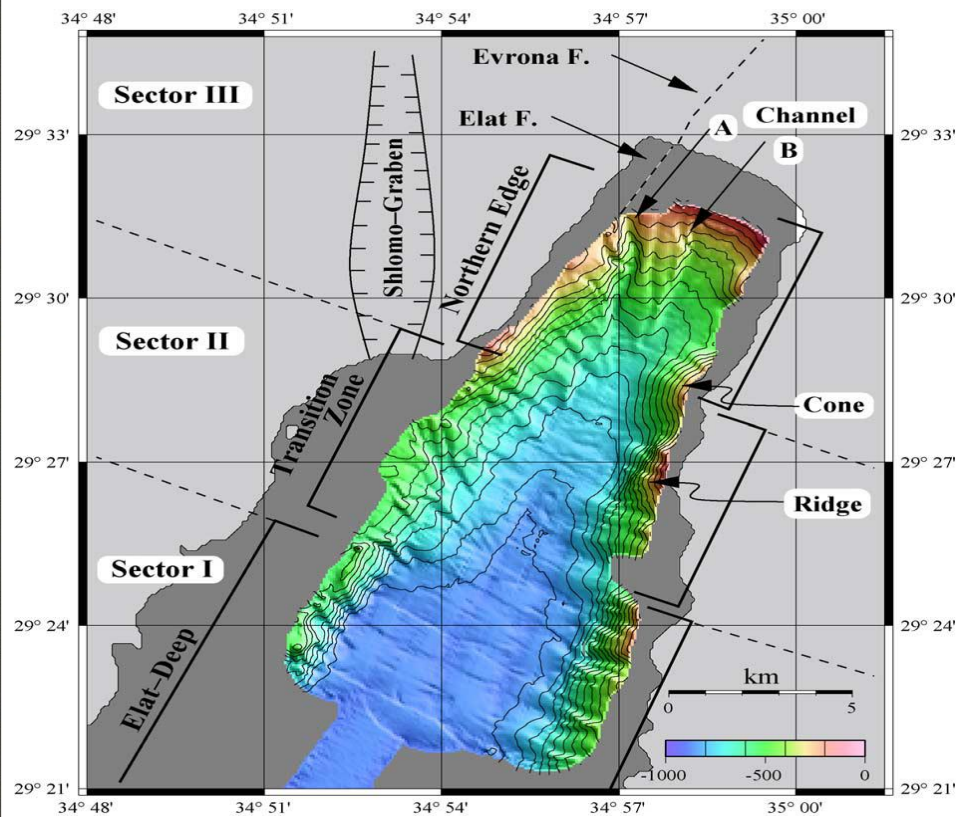 34° 48' 34° 51' 34° 54' 34° 57' 35° 00'
Evrona F.
Sector III
Elat F.
Channel
A
B
29° 33' 29° 33'
Shlomo–Graben
Northern Edge
29° 30' 29° 30'
Sector II
Transition
Zone
Cone
29° 27' 29° 27'
Ridge
Sector I
29° 24' 29° 24'
Elat–Deep
km
0 5
-1000 -500 0
29° 21' 29° 21'
34° 48' 34° 51' 34° 54' 34° 57' 35° 00'